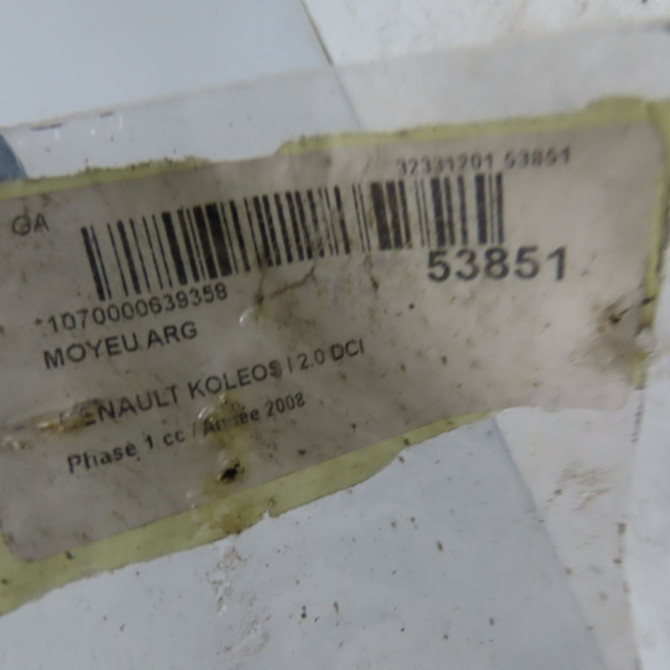 32331201 53851
GA
53851
*1070000639358
MOYEU ARG
ENAULT KOLEOS I 2.0 DCI
Phase 1 cc / Année 2008